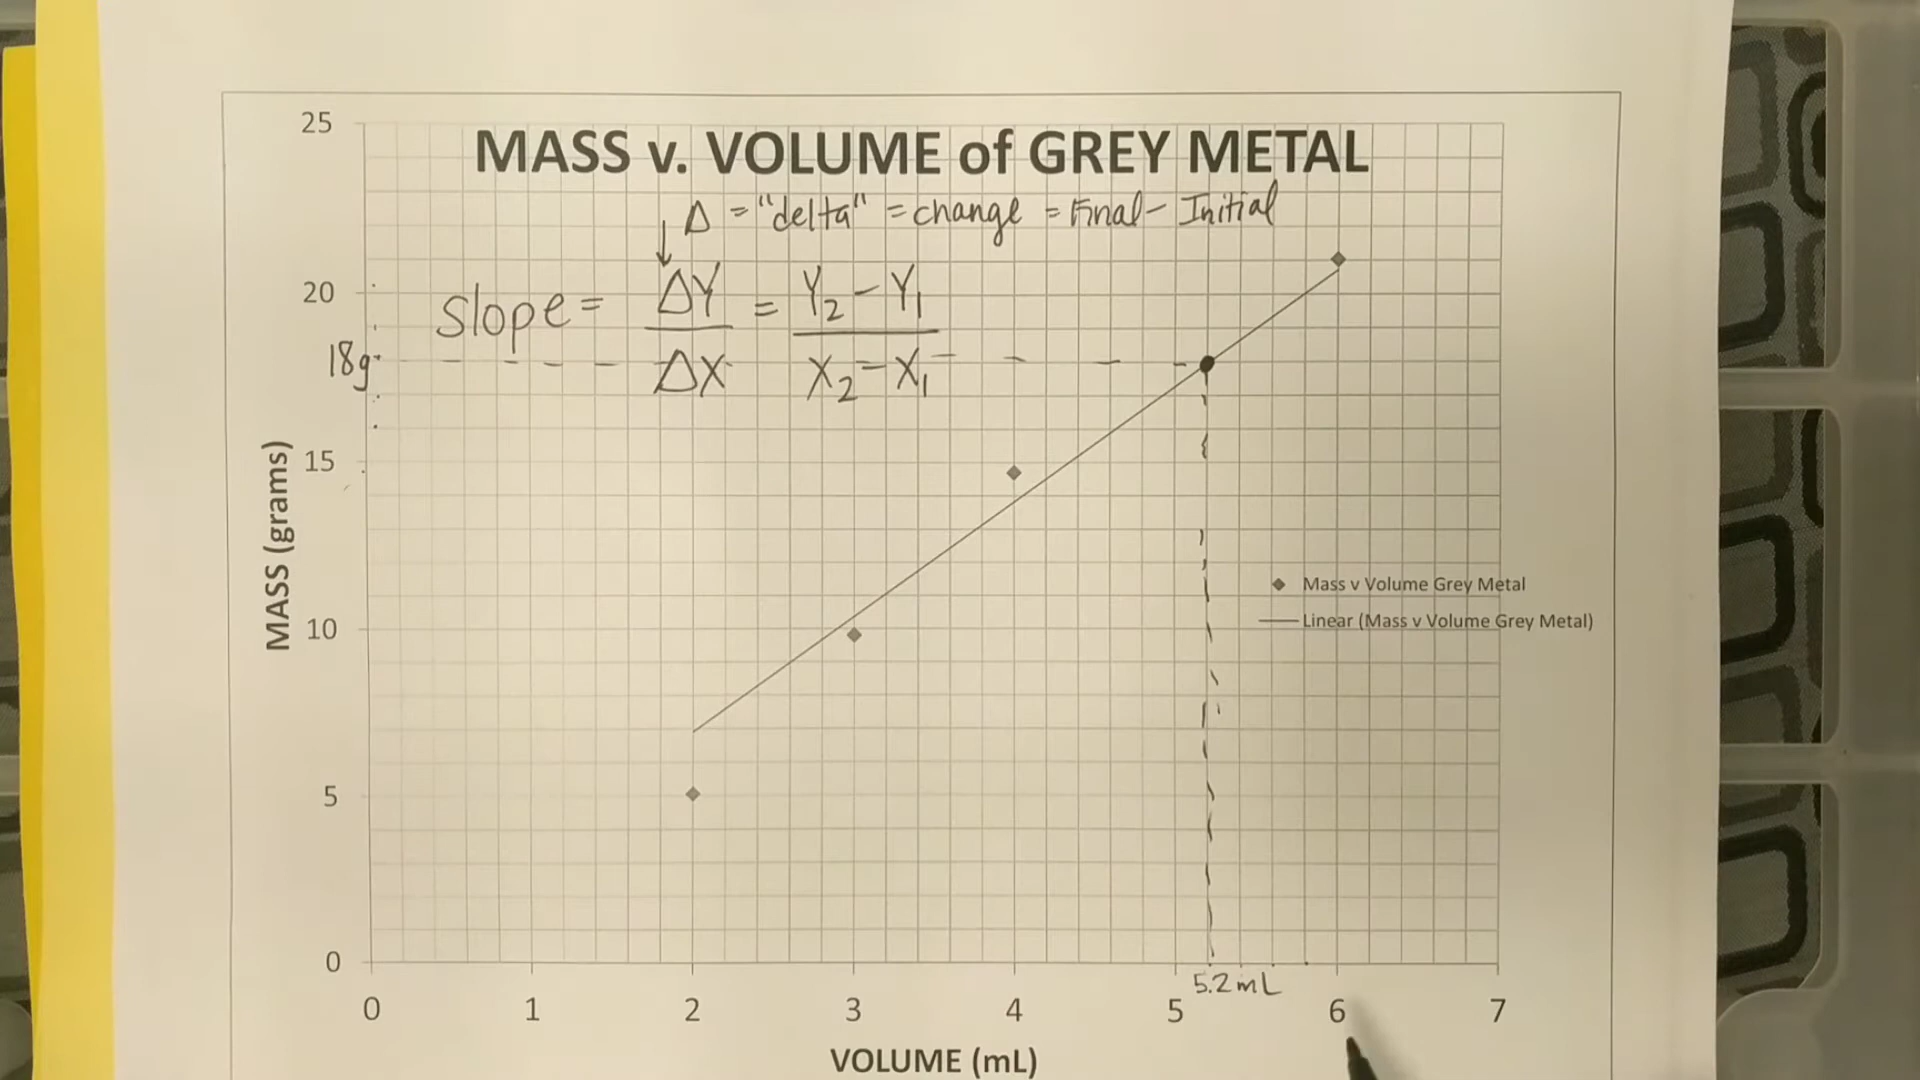 25
MASS v. VOLUME of GREY METAL
Δ = "delta" = change = Final - Initial
↓
20
Slope = ΔY = Y₂ - Y₁
ΔX X₂ - X₁
18g
15
MASS (grams)
Mass v Volume Grey Metal
Linear (Mass v Volume Grey Metal)
10
5
0
5.2 mL
0 1 2 3 4 5 6 7
VOLUME (mL)